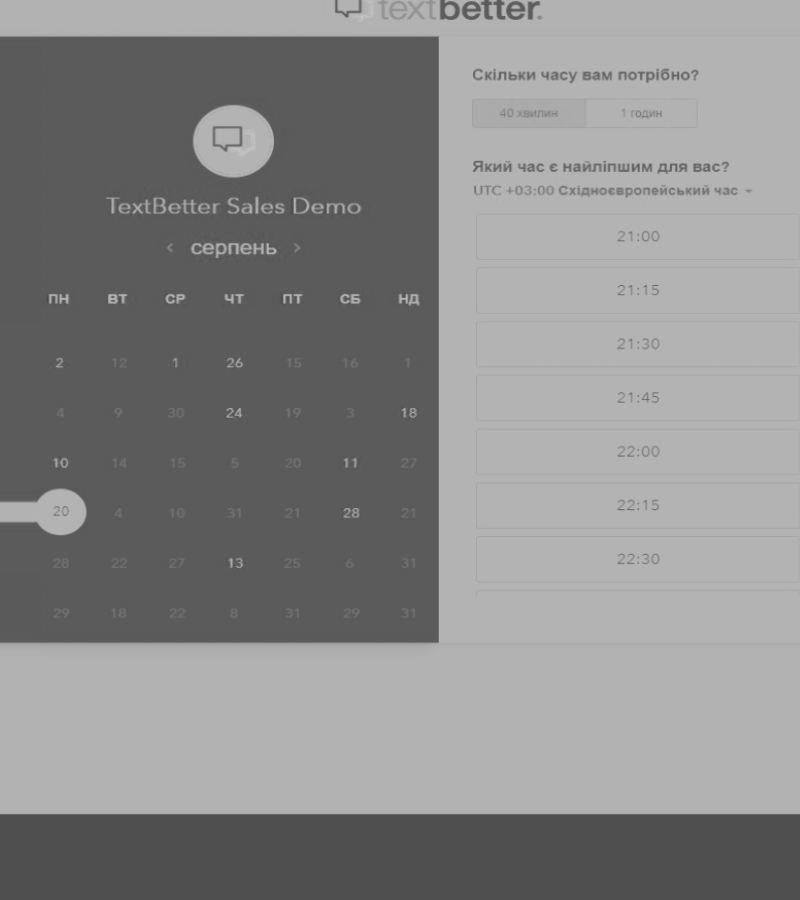 textbetter.
TextBetter Sales Demo
< серпень >
ПН ВТ СР ЧТ ПТ СБ НД
2 12 1 26 15 16 1
4 9 30 24 19 3 18
10 14 15 5 20 11 27
20 4 10 31 21 28 21
28 22 27 13 25 6 31
29 18 22 8 31 29 31
Скільки часу вам потрібно?
40 хвилин 1 годин
Який час є найліпшим для вас?
UTC +03:00 Східноєвропейський час
21:00
21:15
21:30
21:45
22:00
22:15
22:30